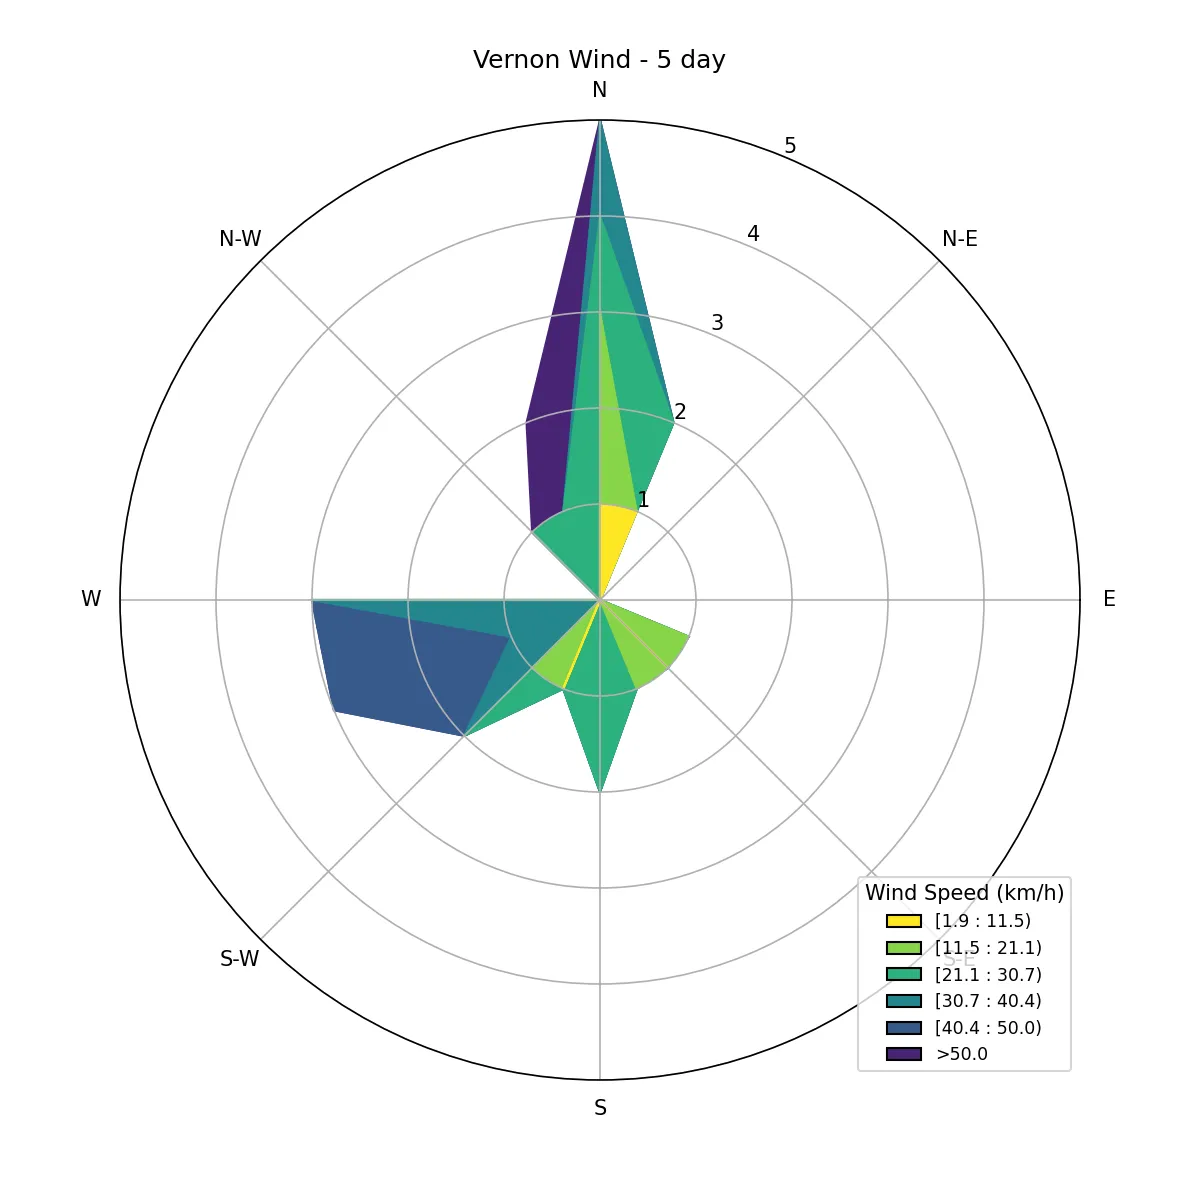 Vernon Wind - 5 day
N
5
N-W
4
N-E
3
2
1
W
E
S-W
S-E
S
Wind Speed (km/h)
[1.9 : 11.5)
[11.5 : 21.1)
[21.1 : 30.7)
[30.7 : 40.4)
[40.4 : 50.0)
>50.0